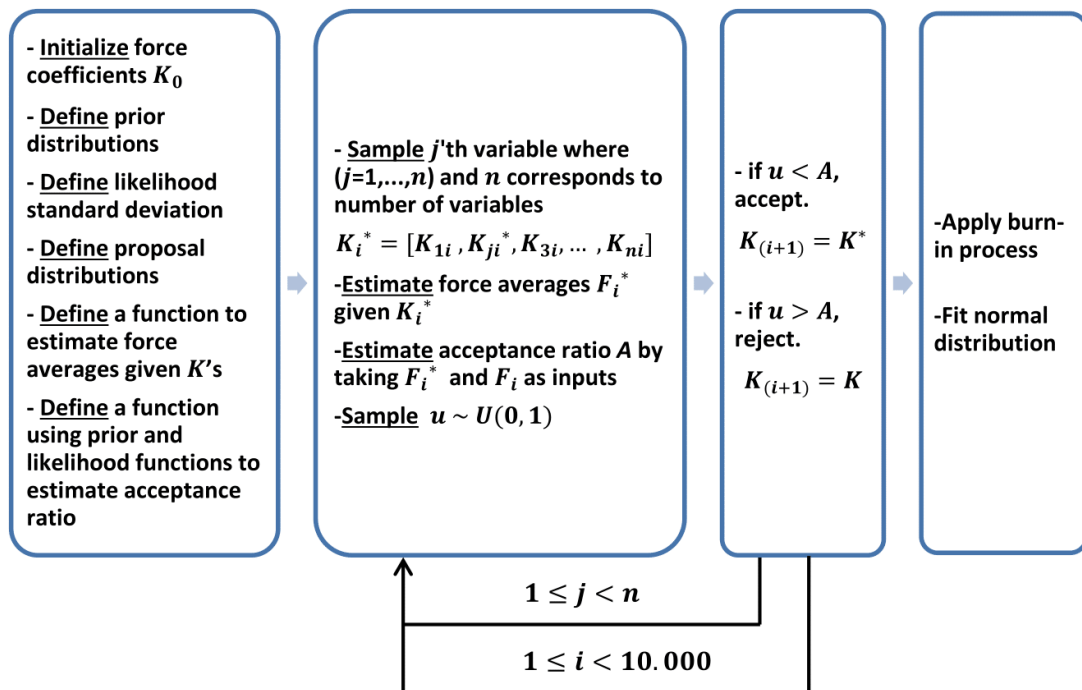 - Initialize force
coefficients K₀
- Define prior
distributions
- Define likelihood
standard deviation
- Define proposal
distributions
- Define a function to
estimate force
averages given K's
- Define a function
using prior and
likelihood functions to
estimate acceptance
ratio
- Sample j'th variable where
(j=1,...,n) and n corresponds to
number of variables
Kᵢ* = [K₁ᵢ , Kⱼᵢ*, K₃ᵢ, … , Kₙᵢ]
-Estimate force averages Fᵢ*
given Kᵢ*
-Estimate acceptance ratio A by
taking Fᵢ* and Fᵢ as inputs
-Sample u ~ U(0, 1)
- if u < A,
accept.
K₍ᵢ₊₁₎ = K*
- if u > A,
reject.
K₍ᵢ₊₁₎ = K
-Apply burn-
in process
-Fit normal
distribution
1 ≤ j < n
1 ≤ i < 10.000